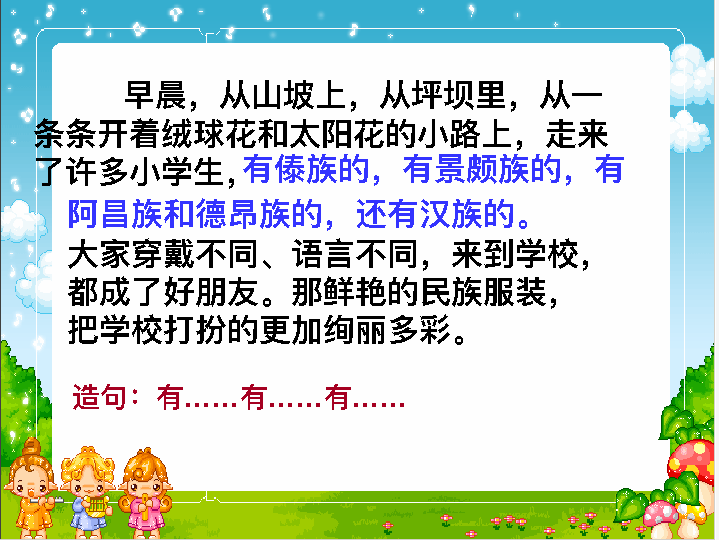 早晨，从山坡上，从坪坝里，从一
条条开着绒球花和太阳花的小路上，走来
了许多小学生，有傣族的，有景颇族的，有
阿昌族和德昂族的，还有汉族的。
大家穿戴不同、语言不同，来到学校，
都成了好朋友。那鲜艳的民族服装，
把学校打扮的更加绚丽多彩。
造句：有……有……有……